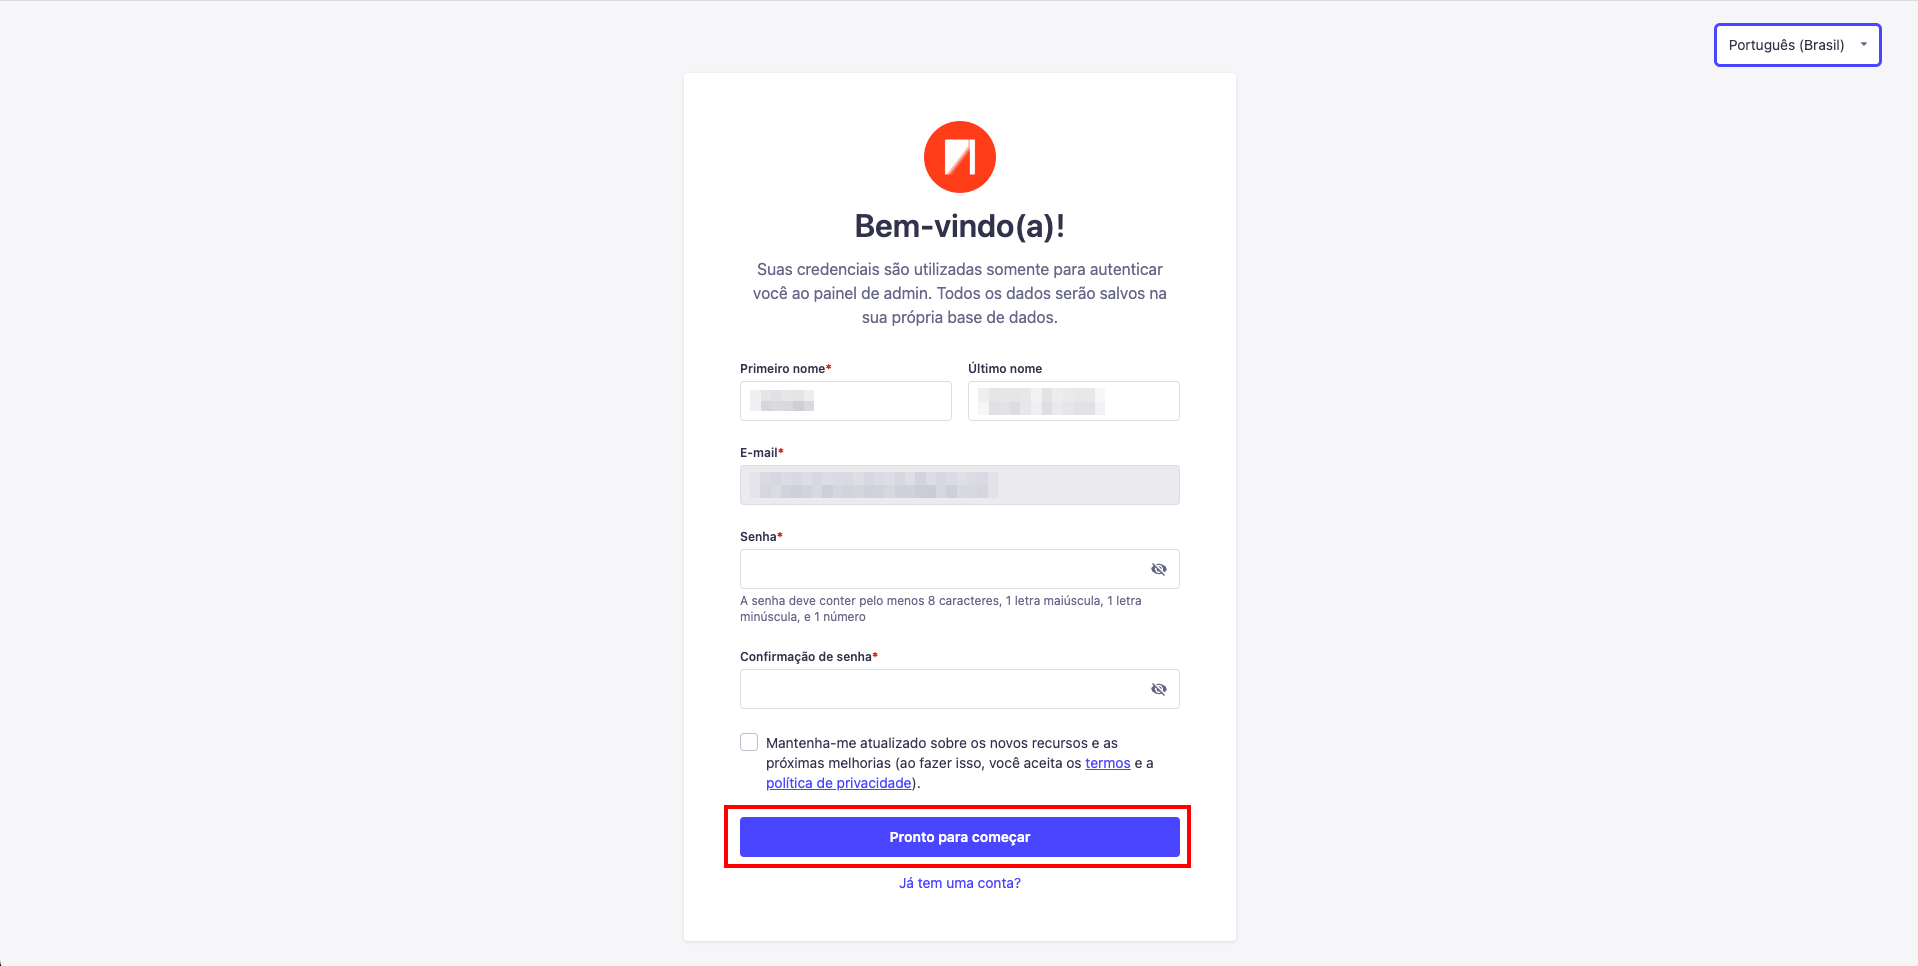 Português (Brasil)
Bem-vindo(a)!
Suas credenciais são utilizadas somente para autenticar
você ao painel de admin. Todos os dados serão salvos na
sua própria base de dados.
Primeiro nome*
Último nome
E-mail*
Senha*
A senha deve conter pelo menos 8 caracteres, 1 letra maiúscula, 1 letra
minúscula, e 1 número
Confirmação de senha*
Mantenha-me atualizado sobre os novos recursos e as
próximas melhorias (ao fazer isso, você aceita os termos e a
política de privacidade).
Pronto para começar
Já tem uma conta?